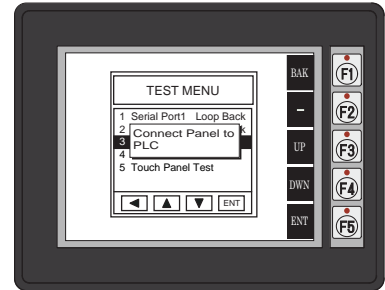 TEST MENU
1 Serial Port1 Loop Back
2 k
3
4
5 Touch Panel Test
Connect Panel to
PLC
ENT
BAK
–
UP
DWN
ENT
F1
F2
F3
F4
F5